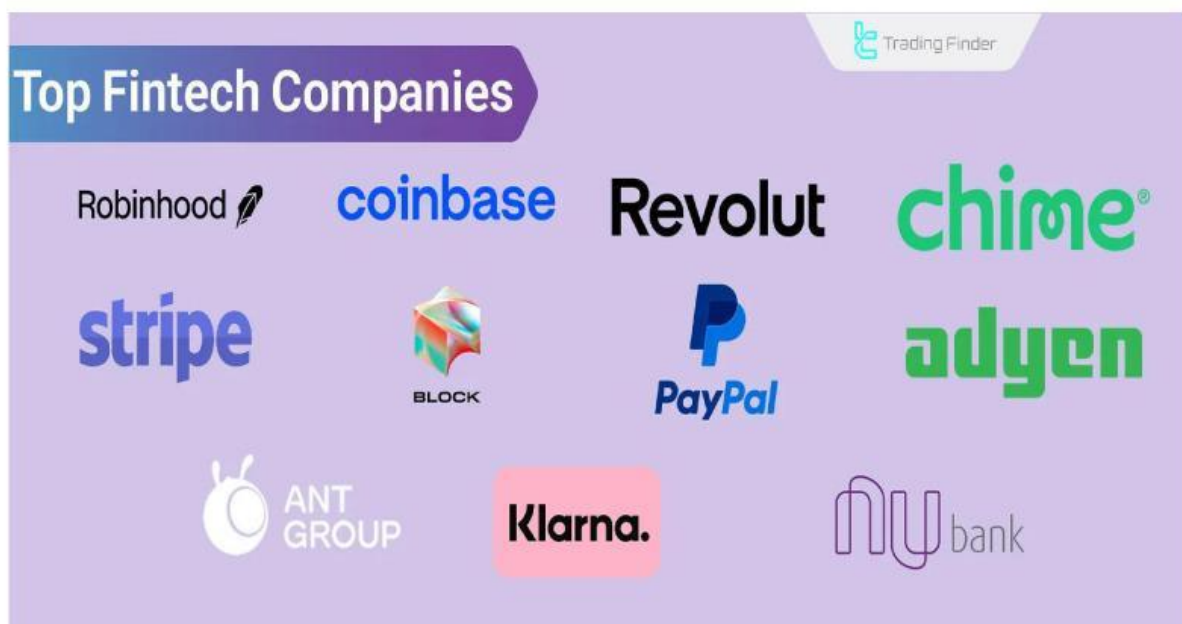 Trading Finder
Top Fintech Companies
Robinhood
coinbase
Revolut
chime®
stripe
BLOCK
PayPal
adyen
ANT
GROUP
Klarna.
nu bank